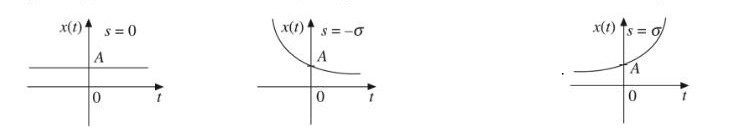 x(t) s = 0
A
0 t
x(t) s = −σ
A
0 t
x(t) s = σ
A
0 t